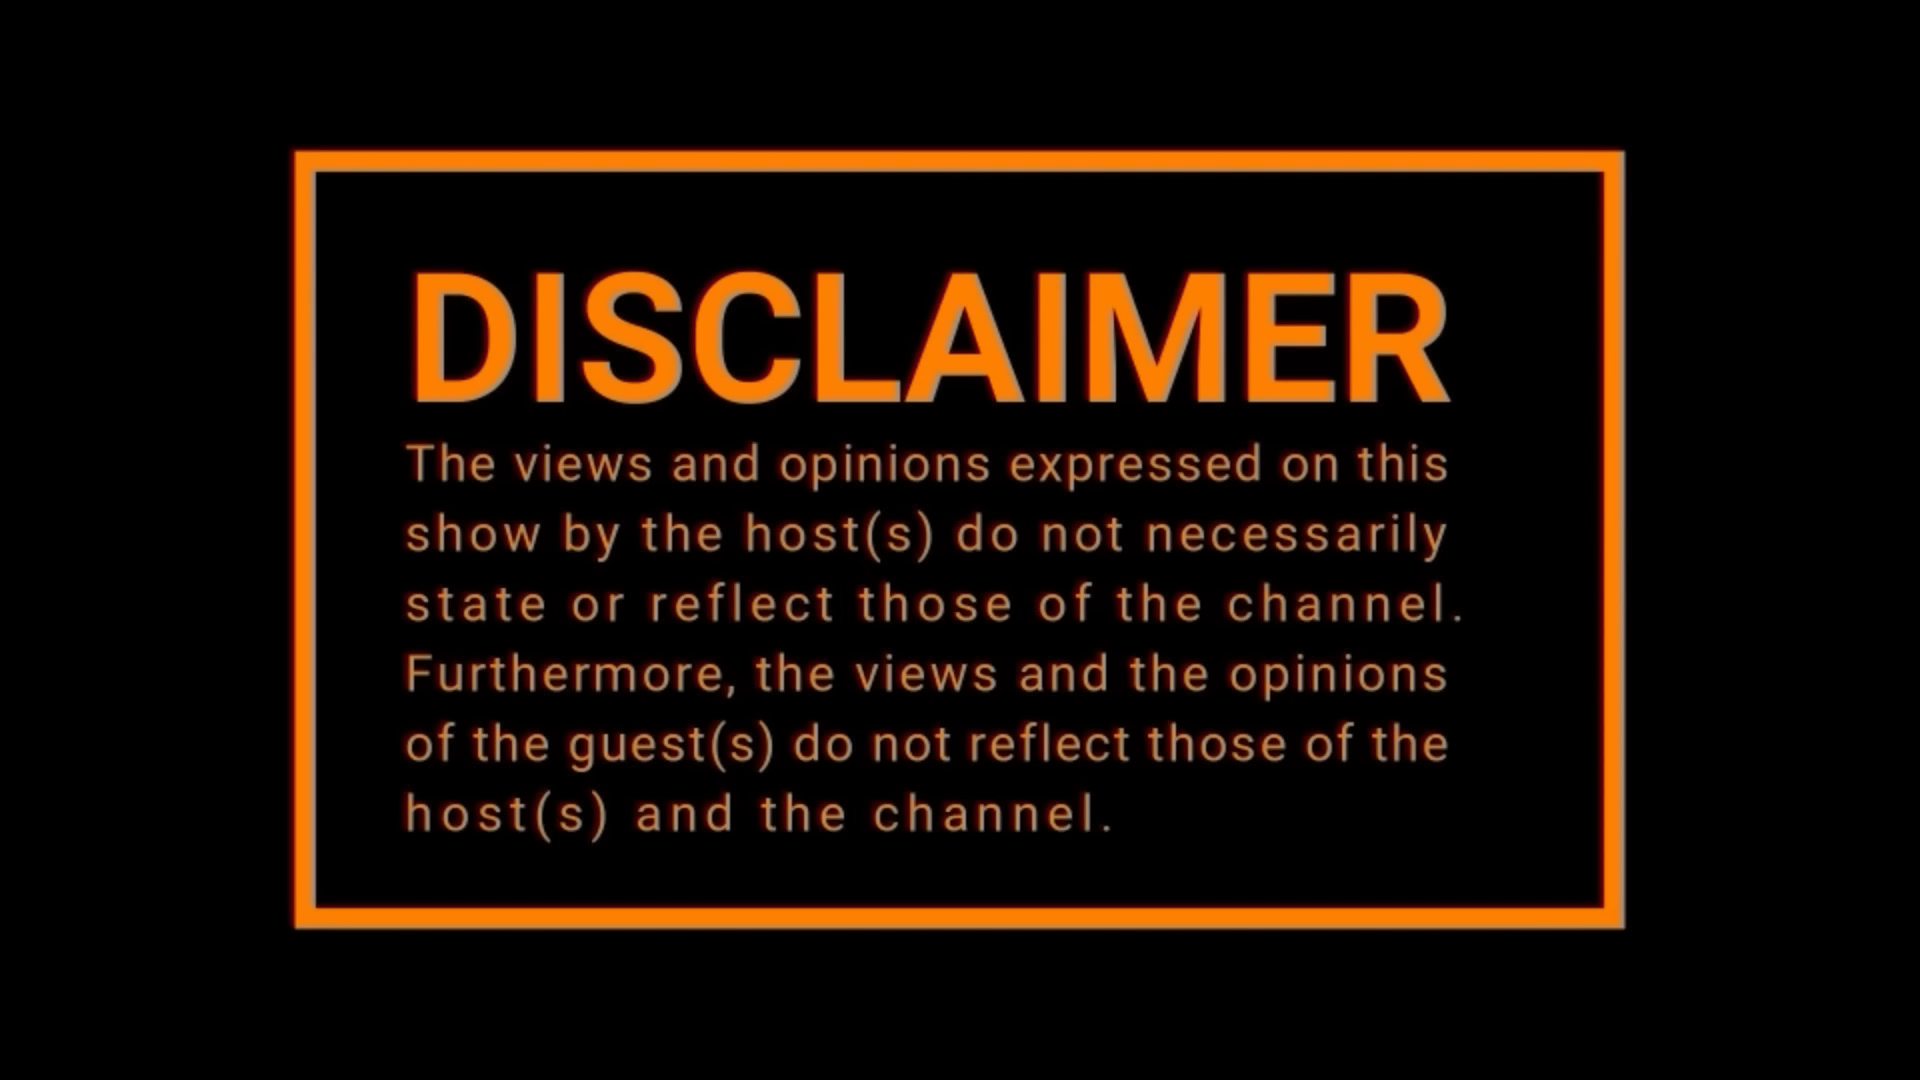 DISCLAIMER
The views and opinions expressed on this
show by the host(s) do not necessarily
state or reflect those of the channel.
Furthermore, the views and the opinions
of the guest(s) do not reflect those of the
host(s) and the channel.